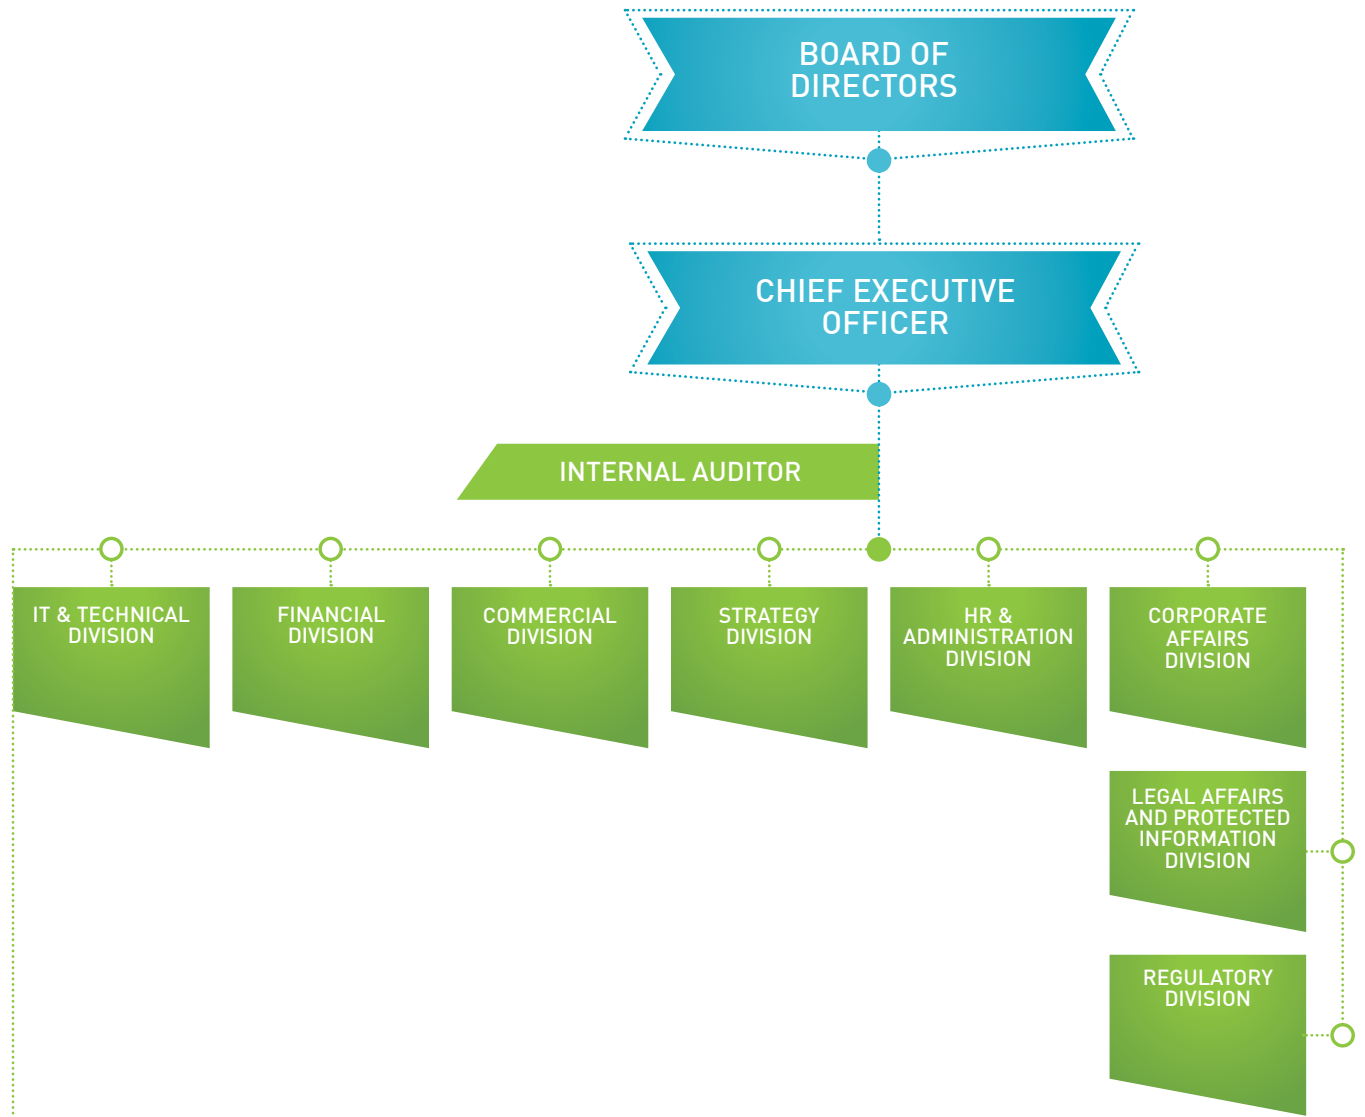 BOARD OF
DIRECTORS
CHIEF EXECUTIVE
OFFICER
INTERNAL AUDITOR
IT & TECHNICAL
DIVISION
FINANCIAL
DIVISION
COMMERCIAL
DIVISION
STRATEGY
DIVISION
HR &
ADMINISTRATION
DIVISION
CORPORATE
AFFAIRS
DIVISION
LEGAL AFFAIRS
AND PROTECTED
INFORMATION
DIVISION
REGULATORY
DIVISION